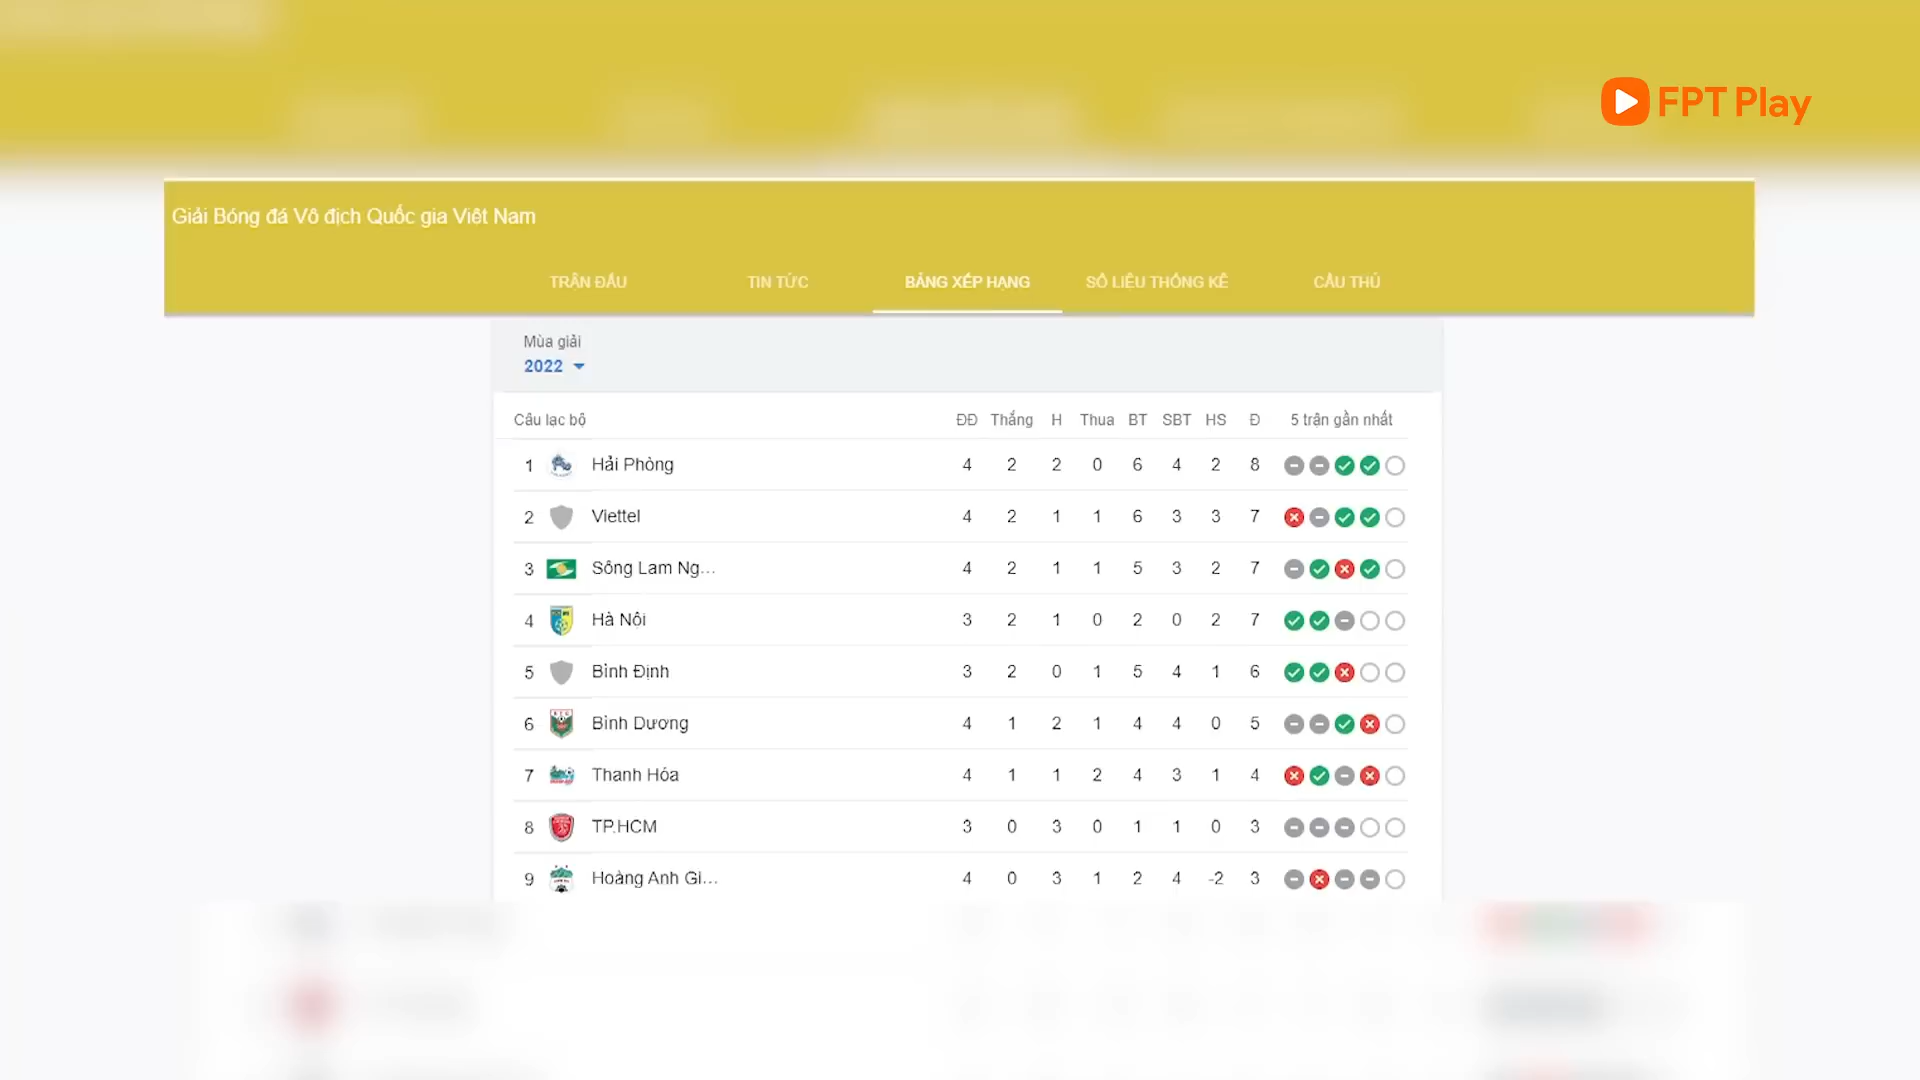 FPT Play
Giải Bóng đá Vô địch Quốc gia Việt Nam
TRẬN ĐẤU TIN TỨC BẢNG XẾP HẠNG SỐ LIỆU THỐNG KÊ CẦU THỦ
Mùa giải
2022
Câu lạc bộ ĐĐ Thắng H Thua BT SBT HS Đ 5 trận gần nhất
1 Hải Phòng 4 2 2 0 6 4 2 8
2 Viettel 4 2 1 1 6 3 3 7
3 Sông Lam Ng... 4 2 1 1 5 3 2 7
4 Hà Nội 3 2 1 0 2 0 2 7
5 Bình Định 3 2 0 1 5 4 1 6
6 Bình Dương 4 1 2 1 4 4 0 5
7 Thanh Hóa 4 1 1 2 4 3 1 4
8 TP.HCM 3 0 3 0 1 1 0 3
9 Hoàng Anh Gi... 4 0 3 1 2 4 -2 3